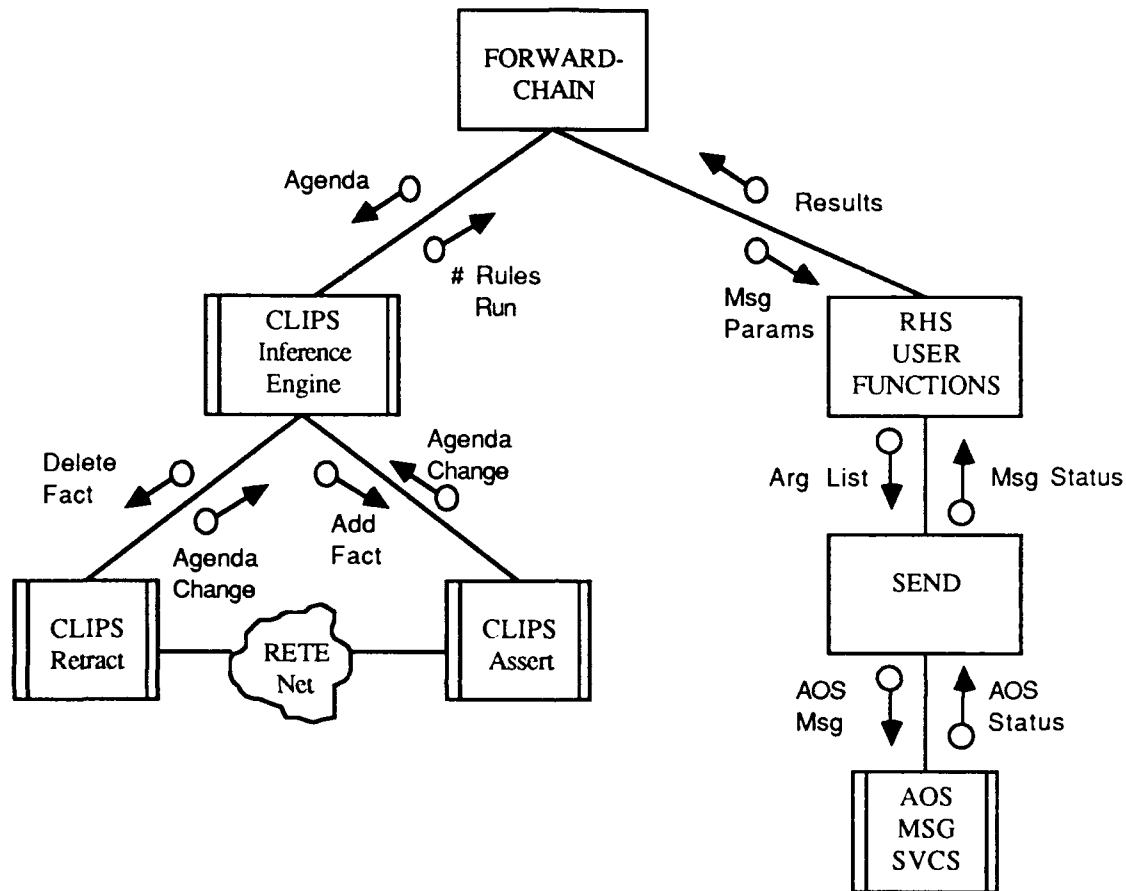 FORWARD-
CHAIN
Agenda
# Rules
Run
Results
Msg
Params
CLIPS
Inference
Engine
RHS
USER
FUNCTIONS
Delete
Fact
Agenda
Change
Add
Fact
Agenda
Change
Arg List
Msg Status
CLIPS
Retract
RETE
Net
CLIPS
Assert
SEND
AOS
Msg
AOS
Status
AOS
MSG
SVCS